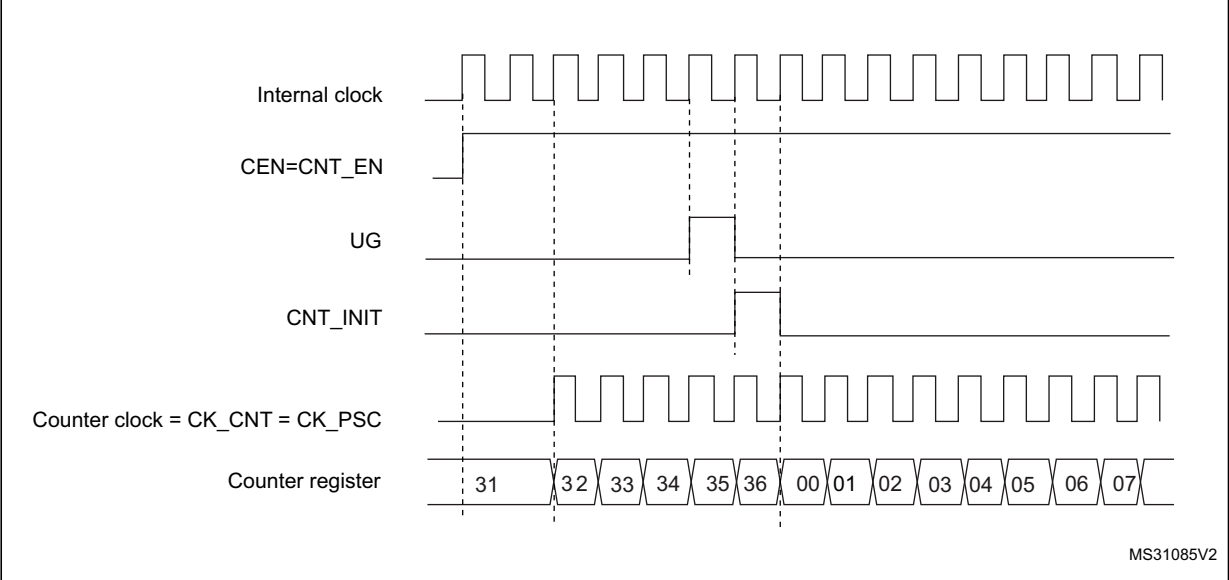 Internal clock
CEN=CNT_EN
UG
CNT_INIT
Counter clock = CK_CNT = CK_PSC
Counter register 31 32 33 34 35 36 00 01 02 03 04 05 06 07
MS31085V2